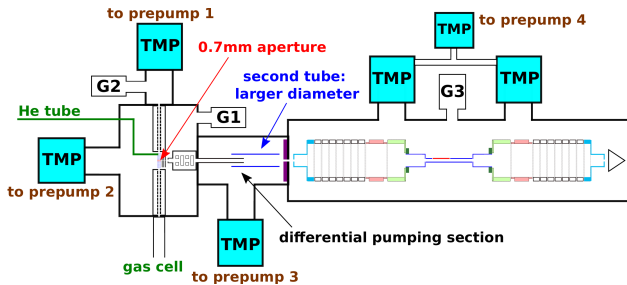 to prepump 1
TMP
0.7mm aperture
to prepump 4
TMP
G2
second tube:
larger diameter
TMP
TMP
G3
He tube
G1
TMP
to prepump 2
TMP
differential pumping section
gas cell
to prepump 3